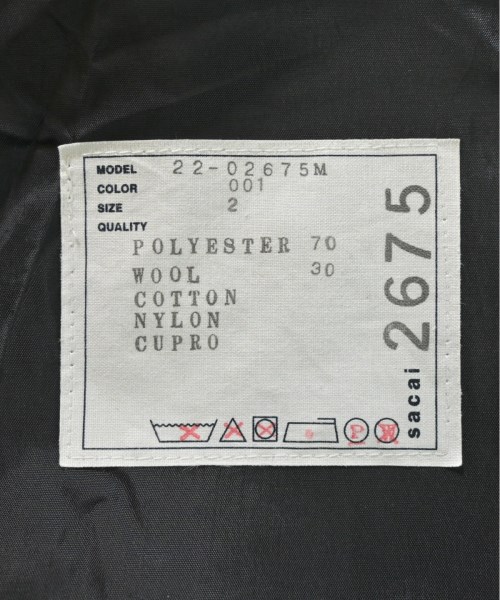 MODEL 22-02675M
COLOR 001
SIZE 2
QUALITY
POLYESTER 70
WOOL 30
COTTON
NYLON
CUPRO
P W
sacai 2675